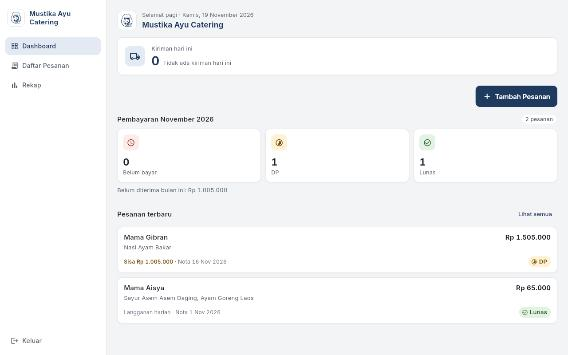 Mustika Ayu
Catering
Dashboard
Daftar Pesanan
Rekap
Keluar
Selamat pagi · Kamis, 19 November 2026
Mustika Ayu Catering
Kiriman hari ini
0 Tidak ada kiriman hari ini
+ Tambah Pesanan
Pembayaran November 2026
2 pesanan
0
Belum bayar
1
DP
1
Lunas
Belum diterima bulan ini: Rp 1.005.000
Pesanan terbaru
Lihat semua
Mama Gibran
Rp 1.505.000
Nasi Ayam Bakar
Sisa Rp 1.005.000 · Nota 16 Nov 2026
DP
Mama Aisya
Rp 65.000
Sayur Asem Asem Daging, Ayam Goreng Laos
Langganan harian · Nota 1 Nov 2026
Lunas